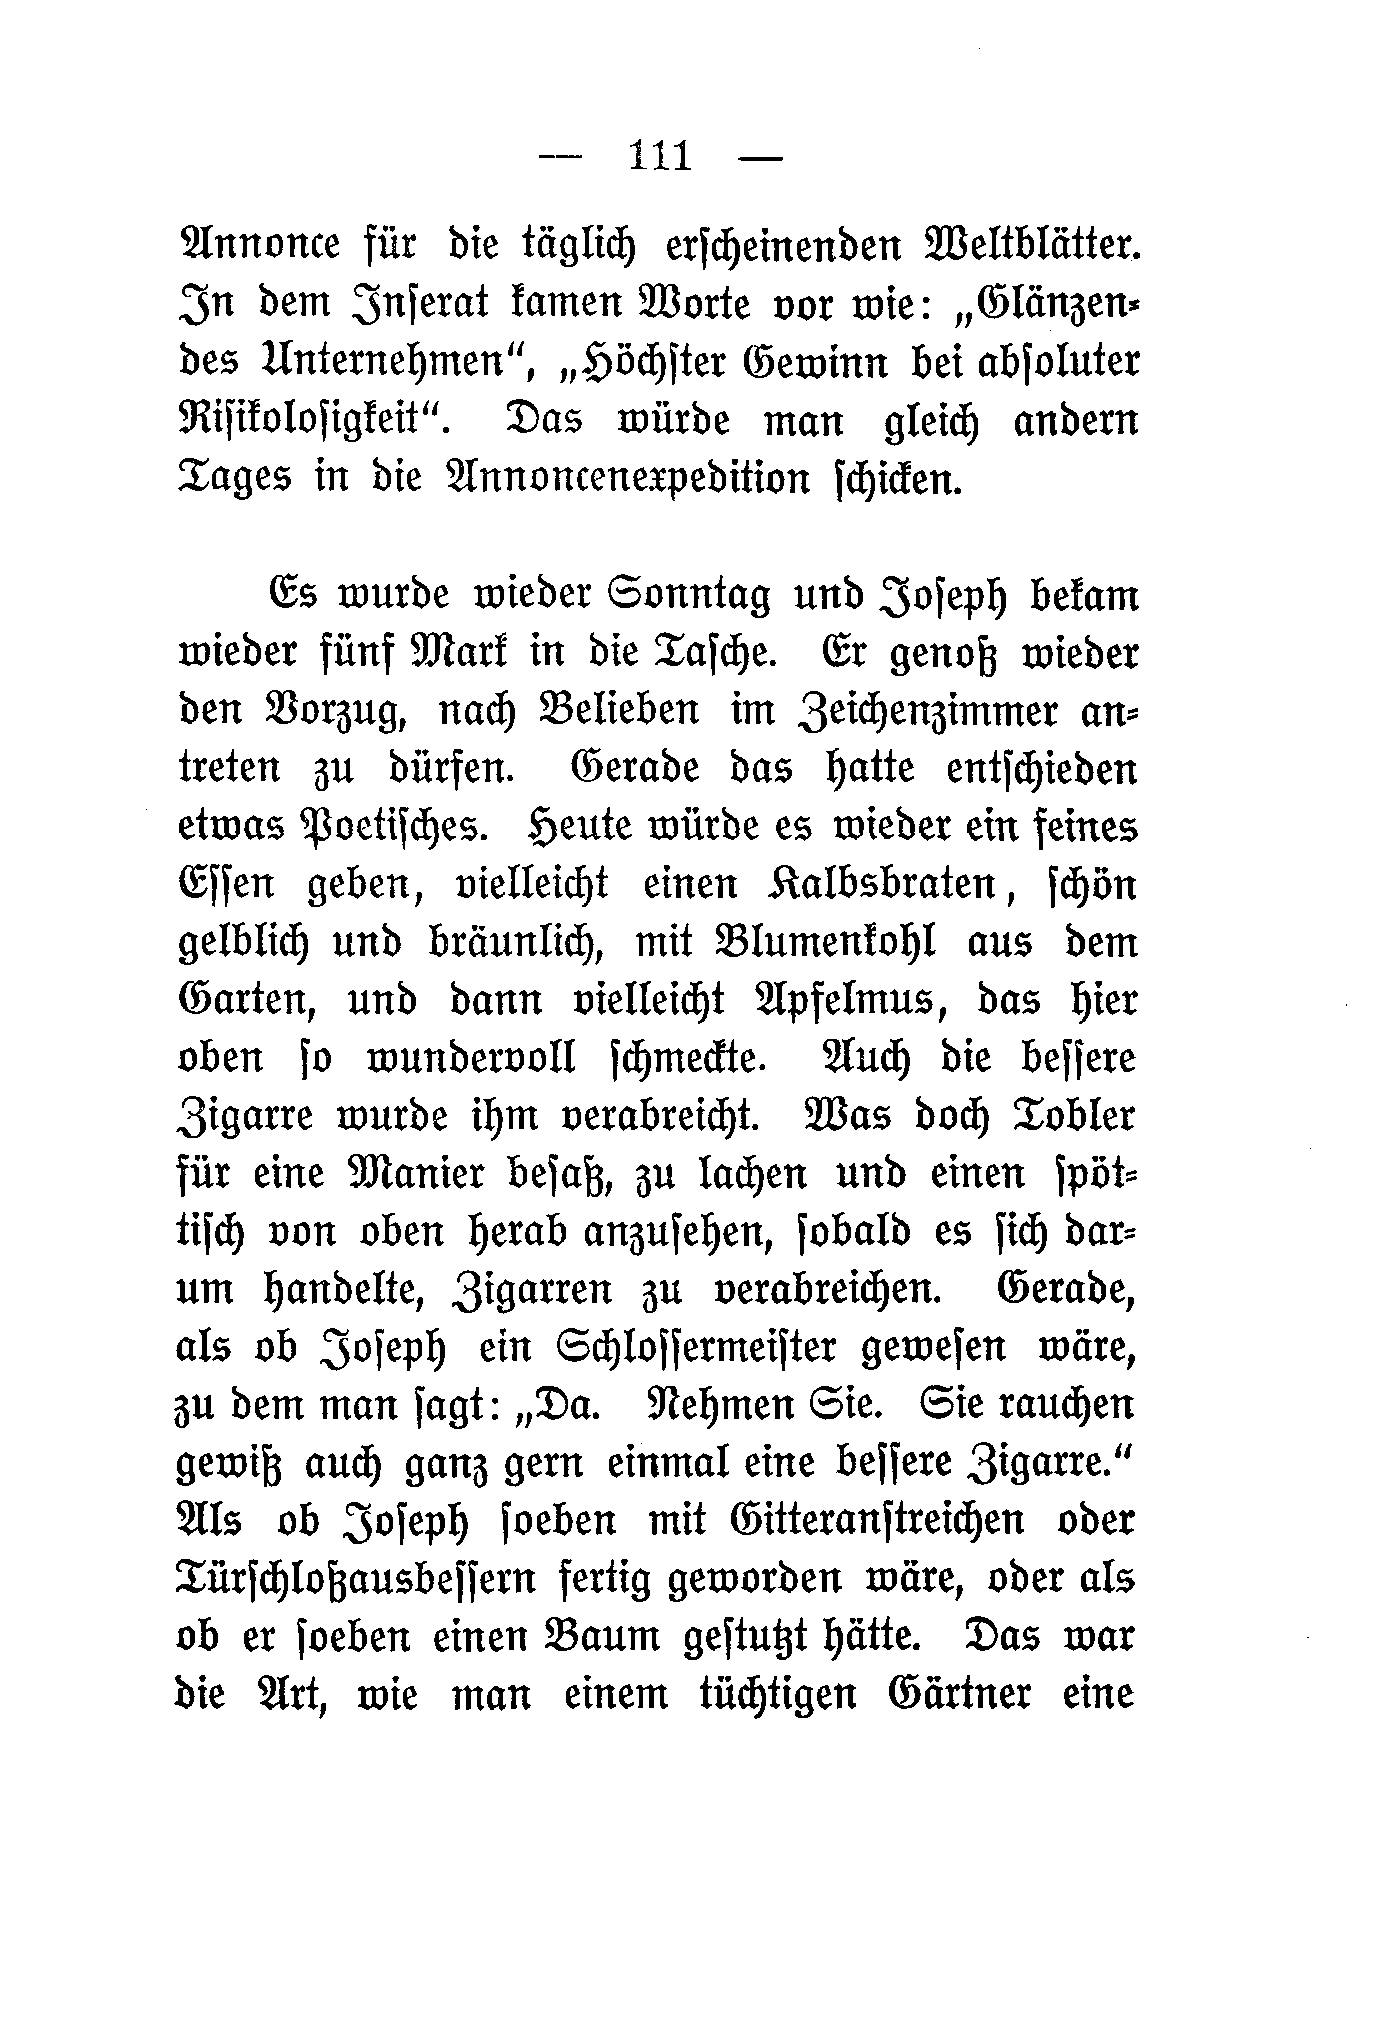 — 111 —
Annonce für die täglich erscheinenden Weltblätter.
In dem Inserat kamen Worte vor wie: „Glänzen-
des Unternehmen“, „Höchster Gewinn bei absoluter
Risikolosigkeit“. Das würde man gleich andern
Tages in die Annoncenexpedition schicken.
Es wurde wieder Sonntag und Joseph bekam
wieder fünf Mark in die Tasche. Er genoß wieder
den Vorzug, nach Belieben im Zeichenzimmer an-
treten zu dürfen. Gerade das hatte entschieden
etwas Poetisches. Heute würde es wieder ein feines
Essen geben, vielleicht einen Kalbsbraten, schön
gelblich und bräunlich, mit Blumenkohl aus dem
Garten, und dann vielleicht Apfelmus, das hier
oben so wundervoll schmeckte. Auch die bessere
Zigarre wurde ihm verabreicht. Was doch Tobler
für eine Manier besaß, zu lachen und einen spöt-
tisch von oben herab anzusehen, sobald es sich dar-
um handelte, Zigarren zu verabreichen. Gerade,
als ob Joseph ein Schlossermeister gewesen wäre,
zu dem man sagt: „Da. Nehmen Sie. Sie rauchen
gewiß auch ganz gern einmal eine bessere Zigarre.“
Als ob Joseph soeben mit Gitteranstreichen oder
Türschloßausbessern fertig geworden wäre, oder als
ob er soeben einen Baum gestutzt hätte. Das war
die Art, wie man einem tüchtigen Gärtner eine